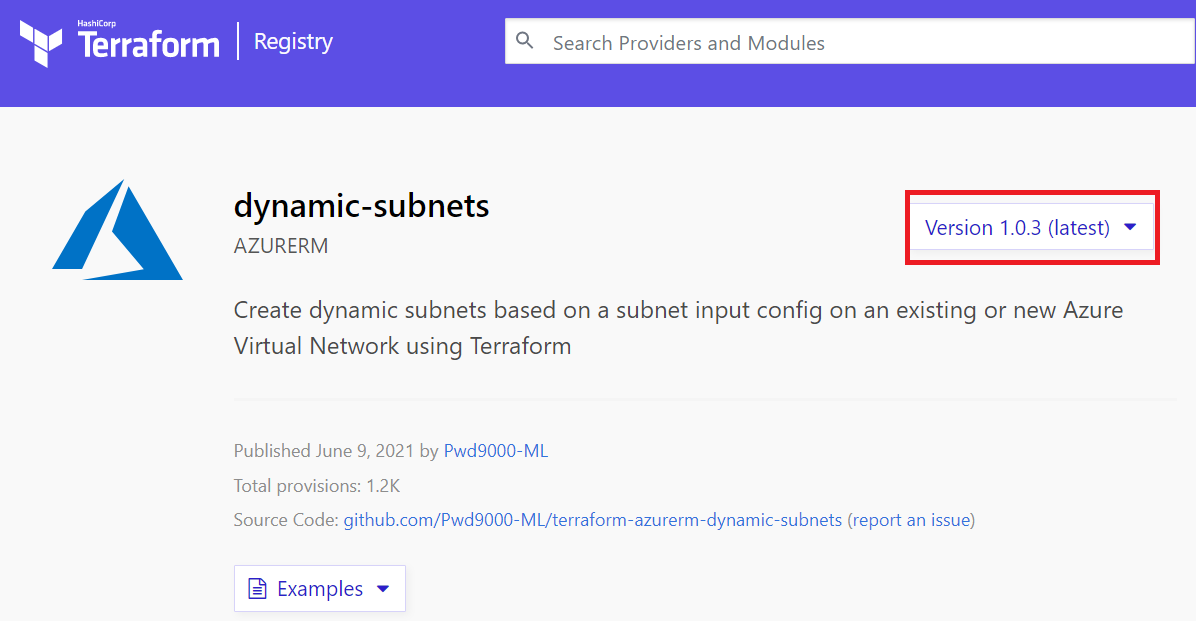 HashiCorp
Terraform
Registry
Search Providers and Modules
dynamic-subnets
AZURERM
Version 1.0.3 (latest)
Create dynamic subnets based on a subnet input config on an existing or new Azure
Virtual Network using Terraform
Published June 9, 2021 by Pwd9000-ML
Total provisions: 1.2K
Source Code: github.com/Pwd9000-ML/terraform-azurerm-dynamic-subnets (report an issue)
Examples